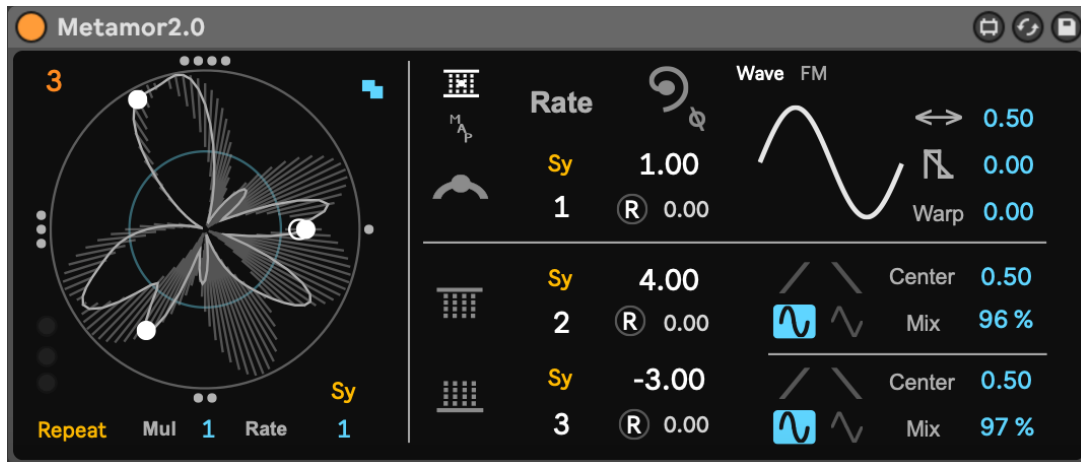 Metamor2.0
3
Repeat Mul 1 Rate Sy 1
MAP
Rate
Sy 1.00
1 R 0.00
Wave FM
0.50
0.00
Warp 0.00
Sy 4.00
2 R 0.00
Center 0.50
Mix 96 %
Sy -3.00
3 R 0.00
Center 0.50
Mix 97 %